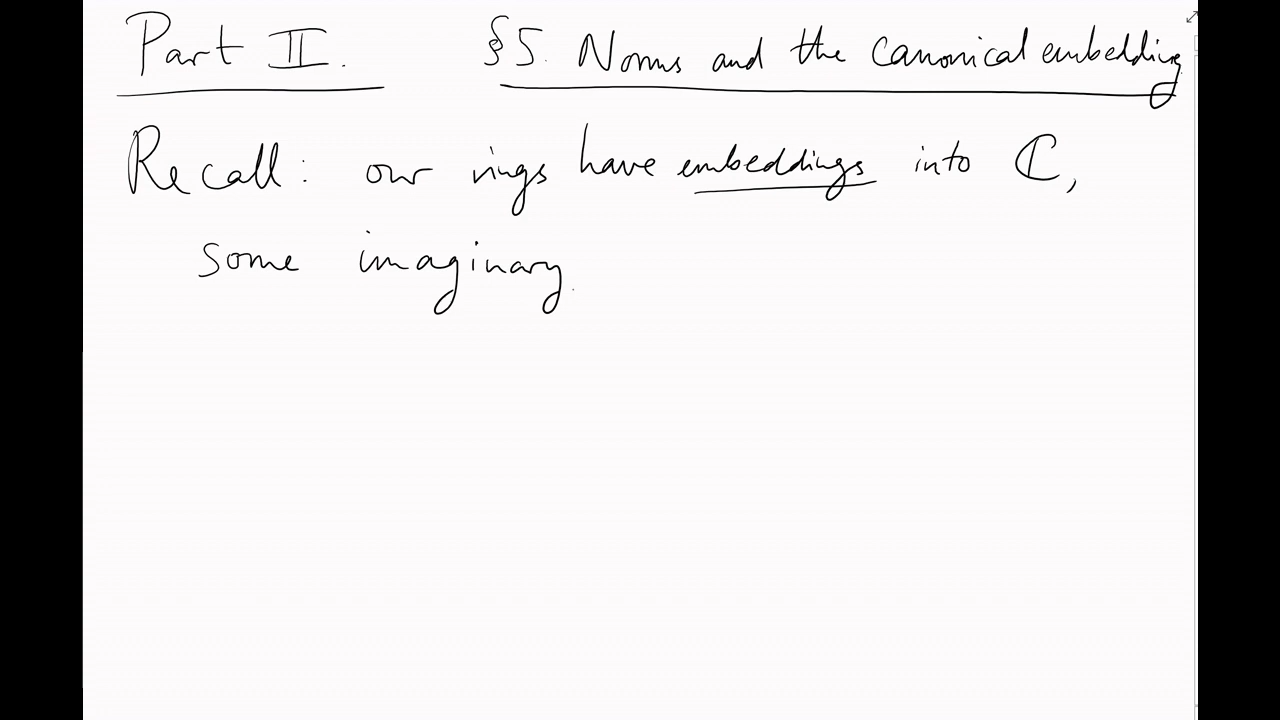 Part II. §5. Norms and the canonical embedding
Recall: our rings have embeddings into ℂ,
some imaginary.